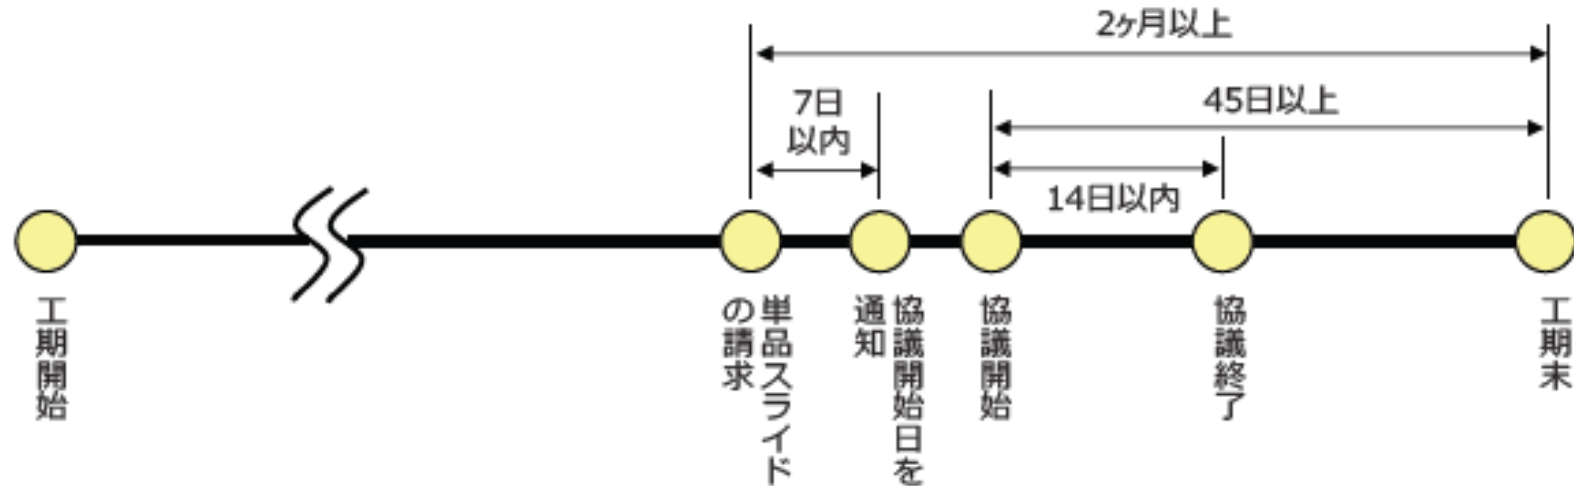 2ヶ月以上
45日以上
7日
以内
14日以内
工期開始
単品スライド
の請求
協議開始日を
通知
協議開始
協議終了
工期末